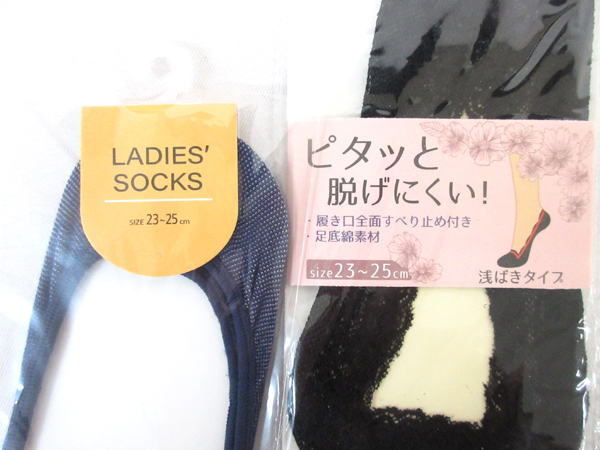 LADIES'
SOCKS
SIZE 23~25 cm
ピタッと
脱げにくい!
・履き口全面すべり止め付き
・足底綿素材
size23~25cm
浅ばきタイプ